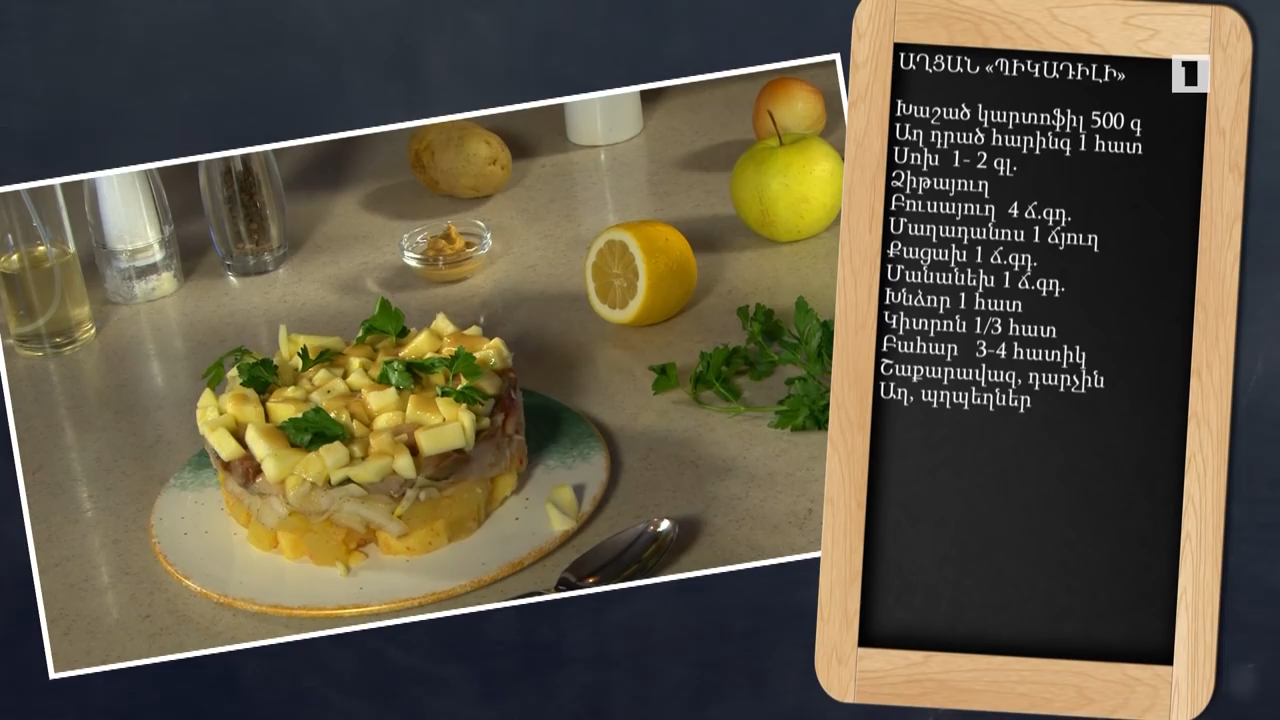 ԱՂՑԱՆ «ՊԻԿԱԴԻԼԻ»
1
Խաշած կարտոֆիլ 500 գ
Աղ դրած հարինգ 1 հատ
Սոխ 1- 2 գլ.
Ձիթայուղ
Բուսայուղ 4 ճ.գդ.
Մաղադանոս 1 ճյուղ
Քացախ 1 ճ.գդ.
Մանանեխ 1 ճ.գդ.
Խնձոր 1 հատ
Կիտրոն 1/3 հատ
Բահար 3-4 հատիկ
Շաքարավազ, դարչին
Աղ, պղպեղներ